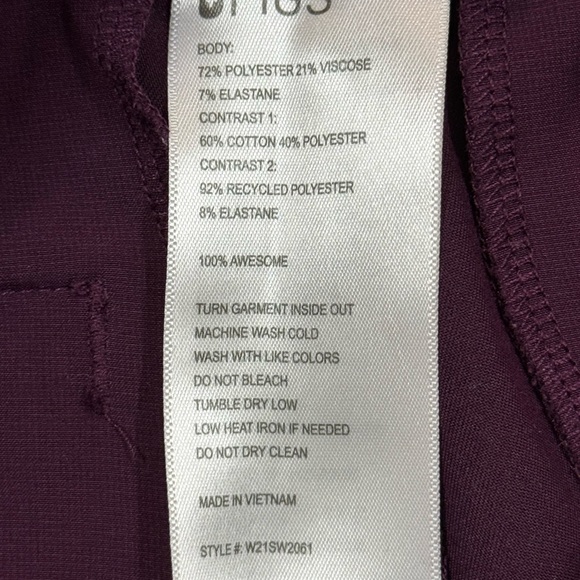 BODY:
72% POLYESTER 21% VISCOSE
7% ELASTANE
CONTRAST 1:
60% COTTON 40% POLYESTER
CONTRAST 2:
92% RECYCLED POLYESTER
8% ELASTANE
100% AWESOME
TURN GARMENT INSIDE OUT
MACHINE WASH COLD
WASH WITH LIKE COLORS
DO NOT BLEACH
TUMBLE DRY LOW
LOW HEAT IRON IF NEEDED
DO NOT DRY CLEAN
MADE IN VIETNAM
STYLE #: W21SW2061